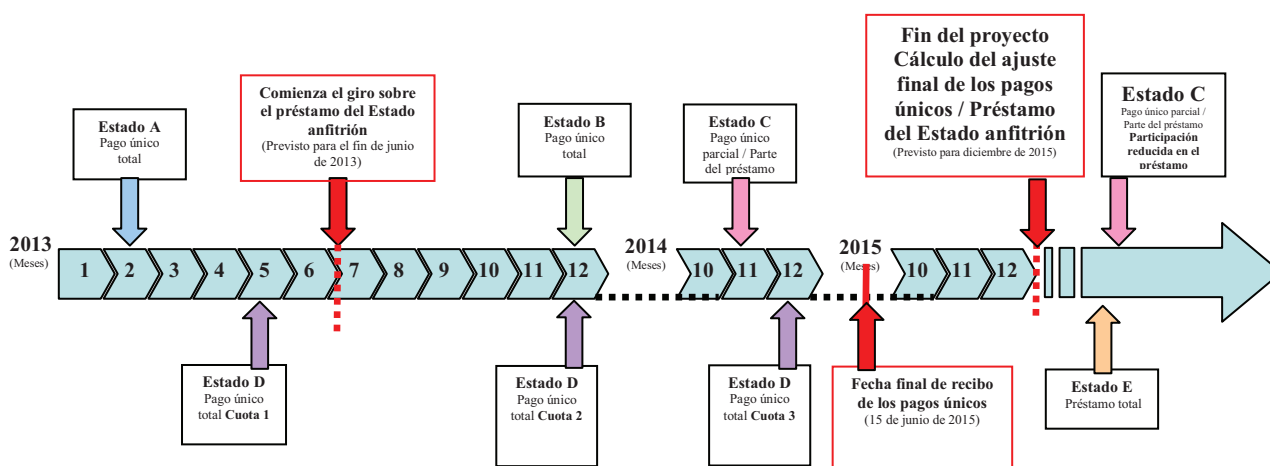 Fin del proyecto
Cálculo del ajuste
final de los pagos
únicos / Préstamo
del Estado anfitrión
(Previsto para diciembre de 2015)
Comienza el giro sobre
el préstamo del Estado
anfitrión
(Previsto para el fin de junio
de 2013)
Estado A
Pago único
total
Estado B
Pago único
total
Estado C
Pago único
parcial / Parte
del préstamo
Estado C
Pago único parcial /
Parte del préstamo
Participación
reducida en el
préstamo
2013
(Meses)
1 2 3 4 5 6 7 8 9 10 11 12
2014
(Meses)
10 11 12
2015
(Meses)
10 11 12
Estado D
Pago único
total Cuota 1
Estado D
Pago único
total Cuota 2
Estado D
Pago único
total Cuota 3
Fecha final de recibo
de los pagos únicos
(15 de junio de 2015)
Estado E
Préstamo total